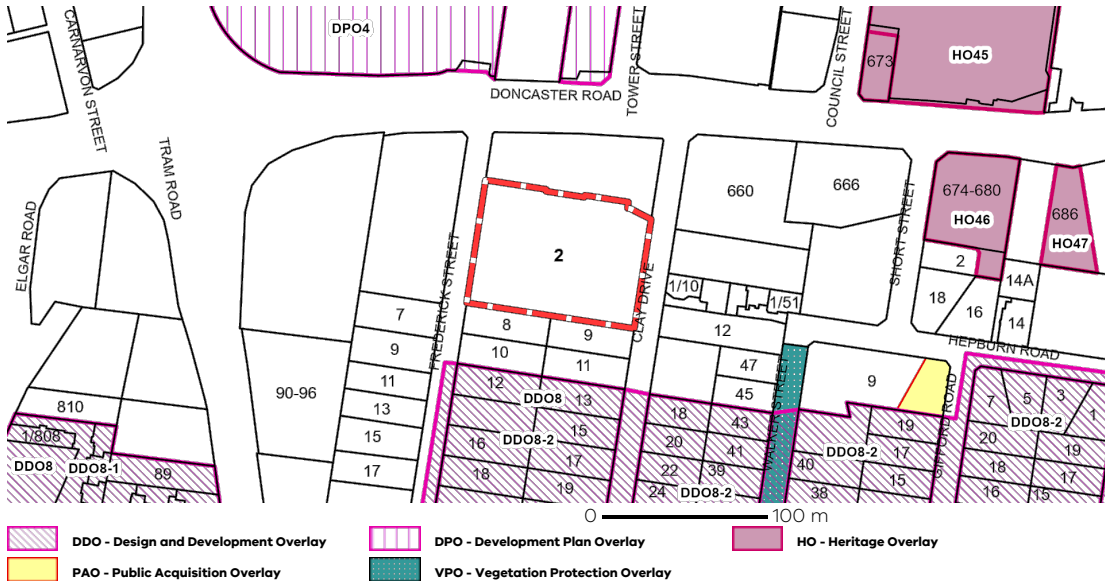 DPO4
CARNARVON STREET
TOWER STREET
COUNCIL STREET
673
HO45
DONCASTER ROAD
TRAM ROAD
ELGAR ROAD
660
666
SHORT STREET
674-680
HO46
686
HO47
2
FREDERICK STREET
CLAY DRIVE
2
14A
18
16
14
1/10
1/51
7
8
9
12
HEPBURN ROAD
9
10
11
47
9
11
12
13
DDO8
45
WALKER STREET
GIFFORD ROAD
7
5
3
1
DDO8-2
90-96
13
15
17
810
1/808
DDO8
DDO8-1
89
16
15
DDO8-2
17
18
19
18
43
20
41
22
39
24
DDO8-2
19
DDO8-2
17
40
15
38
20
19
18
17
16
15
0 100 m
DDO - Design and Development Overlay
DPO - Development Plan Overlay
HO - Heritage Overlay
PAO - Public Acquisition Overlay
VPO - Vegetation Protection Overlay